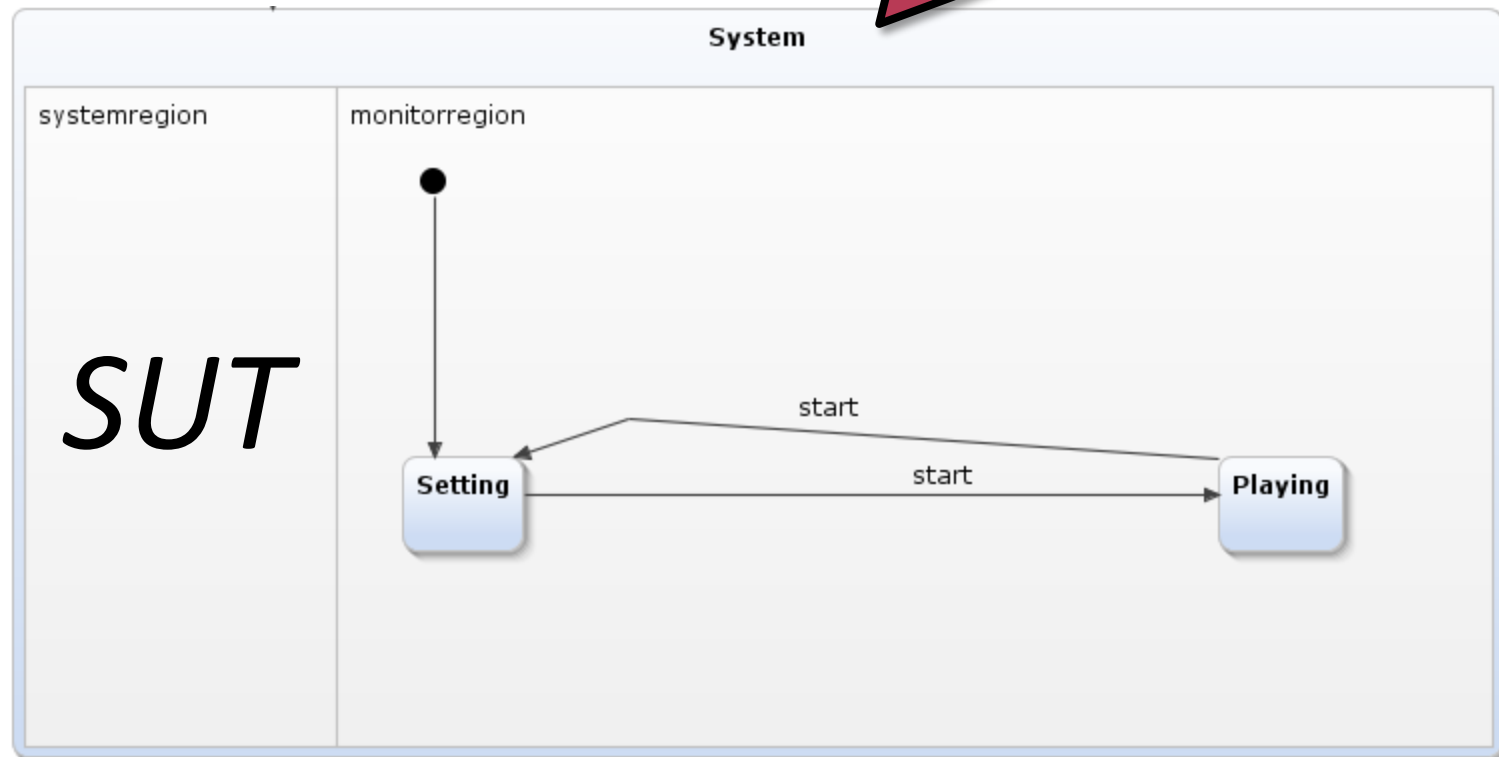 System
systemregion
monitorregion
SUT
start
start
Setting
Playing